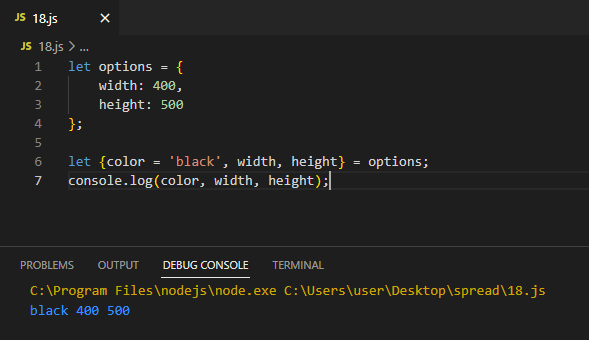 JS 18.js ×
JS 18.js > ...
1 let options = {
2 width: 400,
3 height: 500
4 };
5
6 let {color = 'black', width, height} = options;
7 console.log(color, width, height);
PROBLEMS OUTPUT DEBUG CONSOLE TERMINAL
C:\Program Files\nodejs\node.exe C:\Users\user\Desktop\spread\18.js
black 400 500